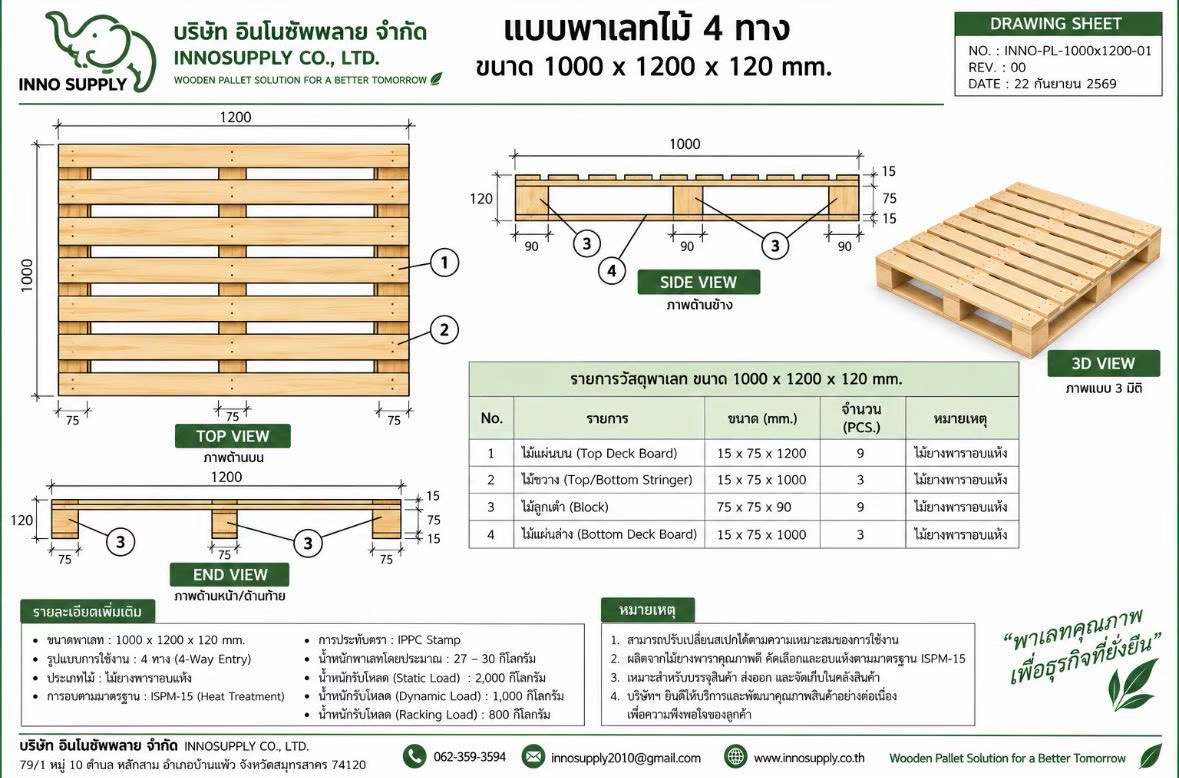 INNO SUPPLY
บริษัท อินโนซัพพลาย จำกัด
INNOSUPPLY CO., LTD.
WOODEN PALLET SOLUTION FOR A BETTER TOMORROW
แบบพาเลทไม้ 4 ทาง
ขนาด 1000 x 1200 x 120 mm.
DRAWING SHEET
NO. : INNO-PL-1000x1200-01
REV. : 00
DATE : 22 กันยายน 2569
1200
1000
1
2
75
75
75
TOP VIEW
ภาพด้านบน
1000
120
15
75
15
90
90
90
3
3
4
SIDE VIEW
ภาพด้านข้าง
3D VIEW
ภาพแบบ 3 มิติ
1200
120
15
75
15
3
3
75
75
75
END VIEW
ภาพด้านหน้า/ด้านท้าย
รายการวัสดุพาเลท ขนาด 1000 x 1200 x 120 mm.
No. รายการ ขนาด (mm.) จำนวน (PCS.) หมายเหตุ
1 ไม้แผ่นบน (Top Deck Board) 15 x 75 x 1200 9 ไม้ยางพาราอบแห้ง
2 ไม้ขวาง (Top/Bottom Stringer) 15 x 75 x 1000 3 ไม้ยางพาราอบแห้ง
3 ไม้ลูกเต๋า (Block) 75 x 75 x 90 9 ไม้ยางพาราอบแห้ง
4 ไม้แผ่นล่าง (Bottom Deck Board) 15 x 75 x 1000 3 ไม้ยางพาราอบแห้ง
รายละเอียดเพิ่มเติม
• ขนาดพาเลท : 1000 x 1200 x 120 mm.
• รูปแบบการใช้งาน : 4 ทาง (4-Way Entry)
• ประเภทไม้ : ไม้ยางพาราอบแห้ง
• การอบตามมาตรฐาน : ISPM-15 (Heat Treatment)
• การประทับตรา : IPPC Stamp
• น้ำหนักพาเลทโดยประมาณ : 27 – 30 กิโลกรัม
• น้ำหนักรับโหลด (Static Load) : 2,000 กิโลกรัม
• น้ำหนักรับโหลด (Dynamic Load) : 1,000 กิโลกรัม
• น้ำหนักรับโหลด (Racking Load) : 800 กิโลกรัม
หมายเหตุ
1. สามารถปรับเปลี่ยนสเปกได้ตามความเหมาะสมของการใช้งาน
2. ผลิตจากไม้ยางพาราคุณภาพดี คัดเลือกและอบแห้งตามมาตรฐาน ISPM-15
3. เหมาะสำหรับบรรจุสินค้า ส่งออก และจัดเก็บในคลังสินค้า
4. บริษัทฯ ยินดีให้บริการและพัฒนาคุณภาพสินค้าอย่างต่อเนื่อง
เพื่อความพึงพอใจของลูกค้า
“พาเลทคุณภาพ
เพื่อธุรกิจที่ยั่งยืน”
บริษัท อินโนซัพพลาย จำกัด INNOSUPPLY CO., LTD.
79/1 หมู่ 10 ตำบล หลักสาม อำเภอบ้านแพ้ว จังหวัดสมุทรสาคร 74120
062-359-3594
innosupply2010@gmail.com
www.innosupply.co.th
Wooden Pallet Solution for a Better Tomorrow